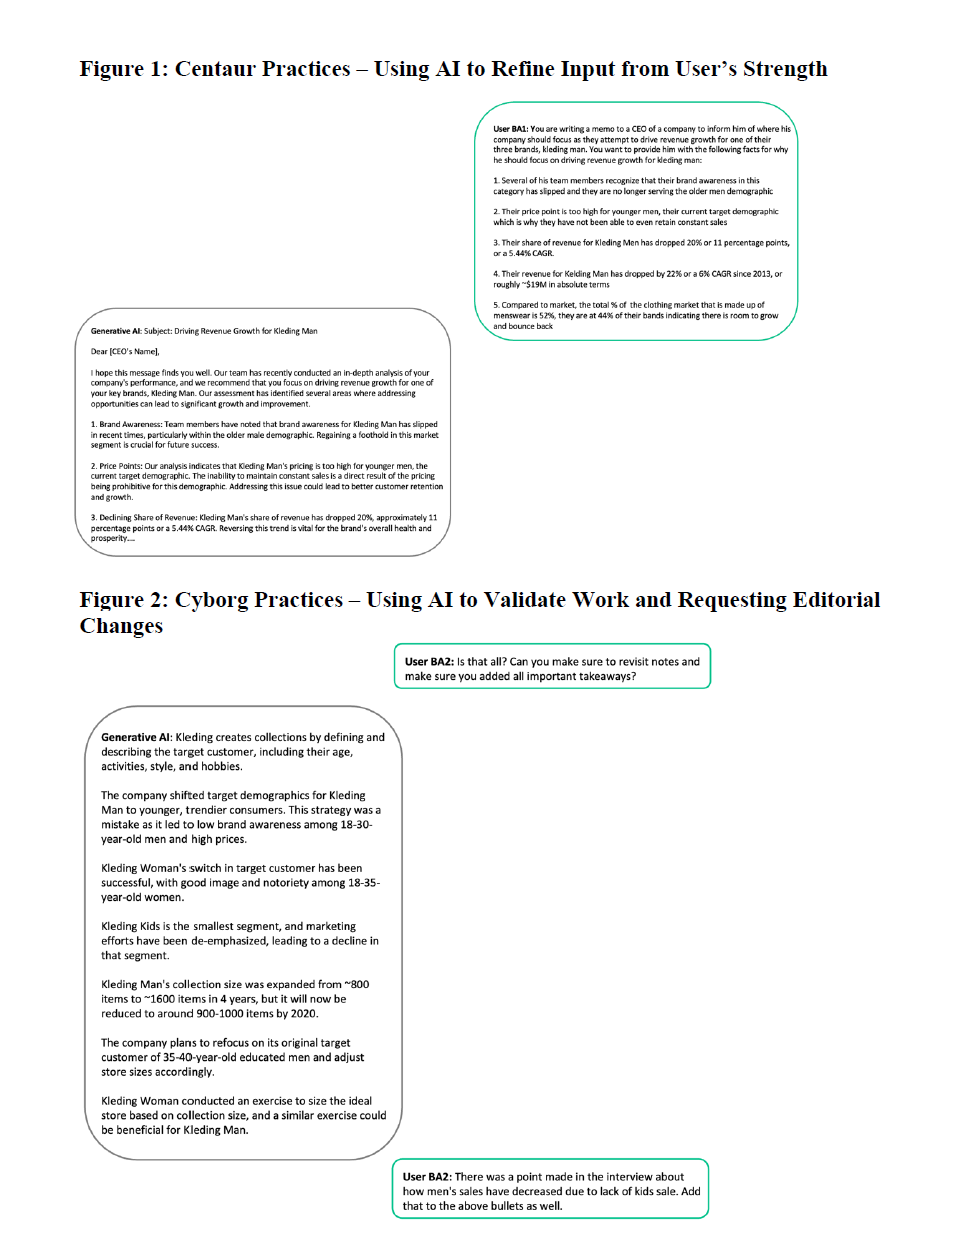 Figure 1: Centaur Practices – Using AI to Refine Input from User's Strength
User BA1: You are writing a memo to a CEO of a company to inform him of where his
company should focus as they attempt to drive revenue growth for one of their
three brands, kleding man. You want to provide him with the following facts for why
he should focus on driving revenue growth for kleding man:
1. Several of his team members recognize that their brand awareness in this
category has slipped and they are no longer serving the older men demographic
2. Their price point is too high for younger men, their current target demographic
which is why they have not been able to even retain constant sales
3. Their share of revenue for Kleding Men has dropped 20% or 11 percentage points,
or a 5.44% CAGR.
4. Their revenue for Kelding Man has dropped by 22% or a 6% CAGR since 2013, or
roughly ~$19M in absolute terms
5. Compared to market, the total % of the clothing market that is made up of
menswear is 52%, they are at 44% of their bands indicating there is room to grow
and bounce back
Generative AI: Subject: Driving Revenue Growth for Kleding Man
Dear [CEO's Name],
I hope this message finds you well. Our team has recently conducted an in-depth analysis of your
company's performance, and we recommend that you focus on driving revenue growth for one of
your key brands, Kleding Man. Our assessment has identified several areas where addressing
opportunities can lead to significant growth and improvement.
1. Brand Awareness: Team members have noted that brand awareness for Kleding Man has slipped
in recent times, particularly within the older male demographic. Regaining a foothold in this market
segment is crucial for future success.
2. Price Points: Our analysis indicates that Kleding Man's pricing is too high for younger men, the
current target demographic. The inability to maintain constant sales is a direct result of the pricing
being prohibitive for this demographic. Addressing this issue could lead to better customer retention
and growth.
3. Declining Share of Revenue: Kleding Man's share of revenue has dropped 20%, approximately 11
percentage points or a 5.44% CAGR. Reversing this trend is vital for the brand's overall health and
prosperity....
Figure 2: Cyborg Practices – Using AI to Validate Work and Requesting Editorial
Changes
User BA2: Is that all? Can you make sure to revisit notes and
make sure you added all important takeaways?
Generative AI: Kleding creates collections by defining and
describing the target customer, including their age,
activities, style, and hobbies.
The company shifted target demographics for Kleding
Man to younger, trendier consumers. This strategy was a
mistake as it led to low brand awareness among 18-30-
year-old men and high prices.
Kleding Woman's switch in target customer has been
successful, with good image and notoriety among 18-35-
year-old women.
Kleding Kids is the smallest segment, and marketing
efforts have been de-emphasized, leading to a decline in
that segment.
Kleding Man's collection size was expanded from ~800
items to ~1600 items in 4 years, but it will now be
reduced to around 900-1000 items by 2020.
The company plans to refocus on its original target
customer of 35-40-year-old educated men and adjust
store sizes accordingly.
Kleding Woman conducted an exercise to size the ideal
store based on collection size, and a similar exercise could
be beneficial for Kleding Man.
User BA2: There was a point made in the interview about
how men's sales have decreased due to lack of kids sale. Add
that to the above bullets as well.